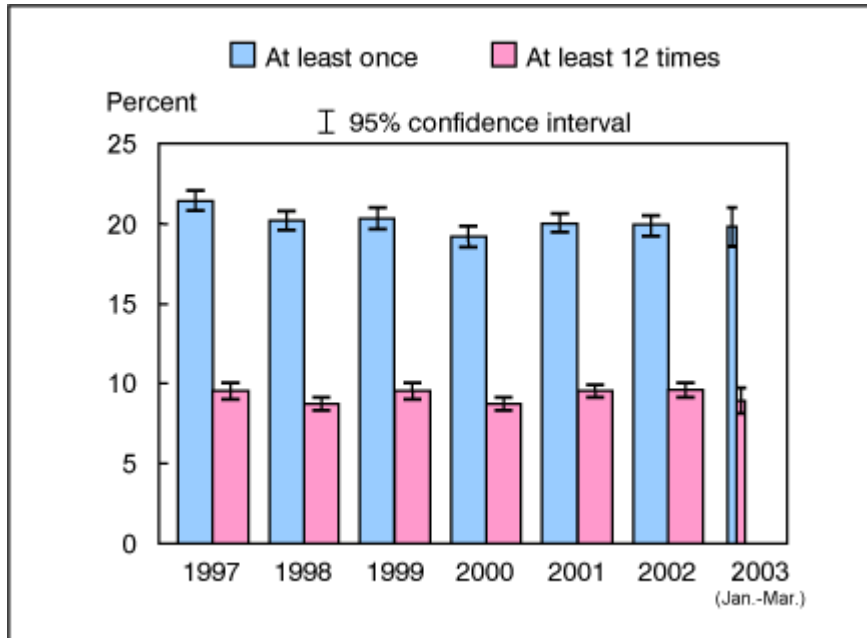 At least once At least 12 times
Percent
95% confidence interval
25
20
15
10
5
0
1997 1998 1999 2000 2001 2002 2003
(Jan.-Mar.)